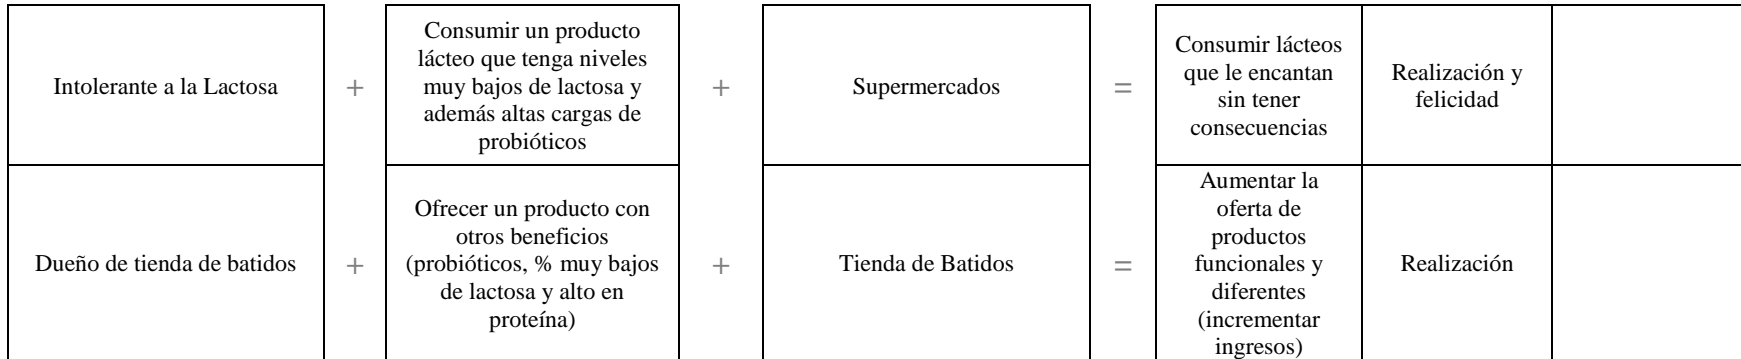 Intolerante a la Lactosa
+
Consumir un producto
lácteo que tenga niveles
muy bajos de lactosa y
además altas cargas de
probióticos
+
Supermercados
=
Consumir lácteos
que le encantan
sin tener
consecuencias
Realización y
felicidad
Dueño de tienda de batidos
+
Ofrecer un producto con
otros beneficios
(probióticos, % muy bajos
de lactosa y alto en
proteína)
+
Tienda de Batidos
=
Aumentar la
oferta de
productos
funcionales y
diferentes
(incrementar
ingresos)
Realización